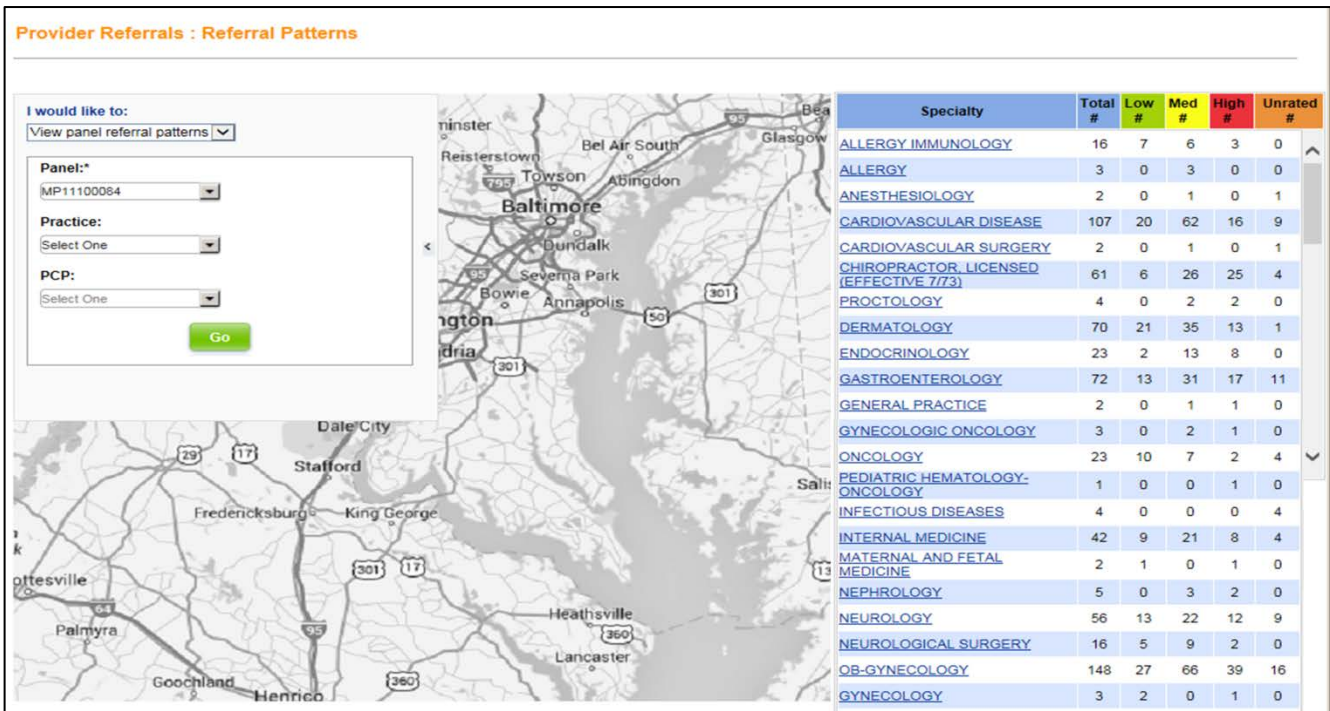 Provider Referrals : Referral Patterns
I would like to:
View panel referral patterns
Panel:*
MP11100084
Practice:
Select One
PCP:
Select One
Go
minster
Bel Air South
Bea
95
Glasgow
Reisterstown
795
Towson
Abingdon
Baltimore
Dundalk
95
Severna Park
Bowie
Annapolis
301
50
ngton
dria
301
Dale City
29
17
Stafford
Salis
Fredericksburg
King George
301
17
13
ottesville
64
Palmyra
95
Heathsville
360
Lancaster
Goochland
360
Henrico
Specialty Total # Low # Med # High # Unrated #
ALLERGY IMMUNOLOGY 16 7 6 3 0
ALLERGY 3 0 3 0 0
ANESTHESIOLOGY 2 0 1 0 1
CARDIOVASCULAR DISEASE 107 20 62 16 9
CARDIOVASCULAR SURGERY 2 0 1 0 1
CHIROPRACTOR, LICENSED
(EFFECTIVE 7/73) 61 6 26 25 4
PROCTOLOGY 4 0 2 2 0
DERMATOLOGY 70 21 35 13 1
ENDOCRINOLOGY 23 2 13 8 0
GASTROENTEROLOGY 72 13 31 17 11
GENERAL PRACTICE 2 0 1 1 0
GYNECOLOGIC ONCOLOGY 3 0 2 1 0
ONCOLOGY 23 10 7 2 4
PEDIATRIC HEMATOLOGY-
ONCOLOGY 1 0 0 1 0
INFECTIOUS DISEASES 4 0 0 0 4
INTERNAL MEDICINE 42 9 21 8 4
MATERNAL AND FETAL
MEDICINE 2 1 0 1 0
NEPHROLOGY 5 0 3 2 0
NEUROLOGY 56 13 22 12 9
NEUROLOGICAL SURGERY 16 5 9 2 0
OB-GYNECOLOGY 148 27 66 39 16
GYNECOLOGY 3 2 0 1 0